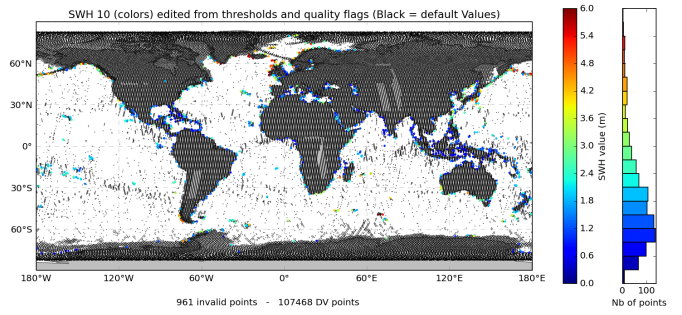 SWH 10 (colors) edited from thresholds and quality flags (Black = default Values)
60°N
30°N
0°
30°S
60°S
180°W
120°W
60°W
0°
60°E
120°E
180°E
961 invalid points - 107468 DV points
6.0
5.4
4.8
4.2
3.6
3.0
2.4
1.8
1.2
0.6
0.0
SWH value (m)
0
100
Nb of points